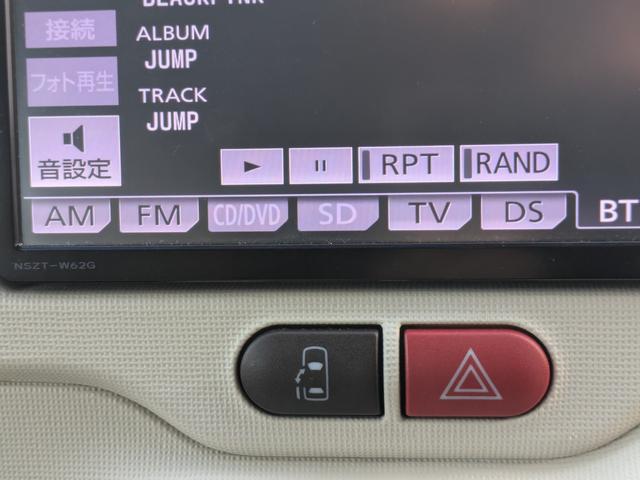 BLACKPINK
接続
ALBUM
JUMP
フォト再生
TRACK
JUMP
音設定
RPT
RAND
AM
FM
CD/DVD
SD
TV
DS
BT
NSZT-W62G